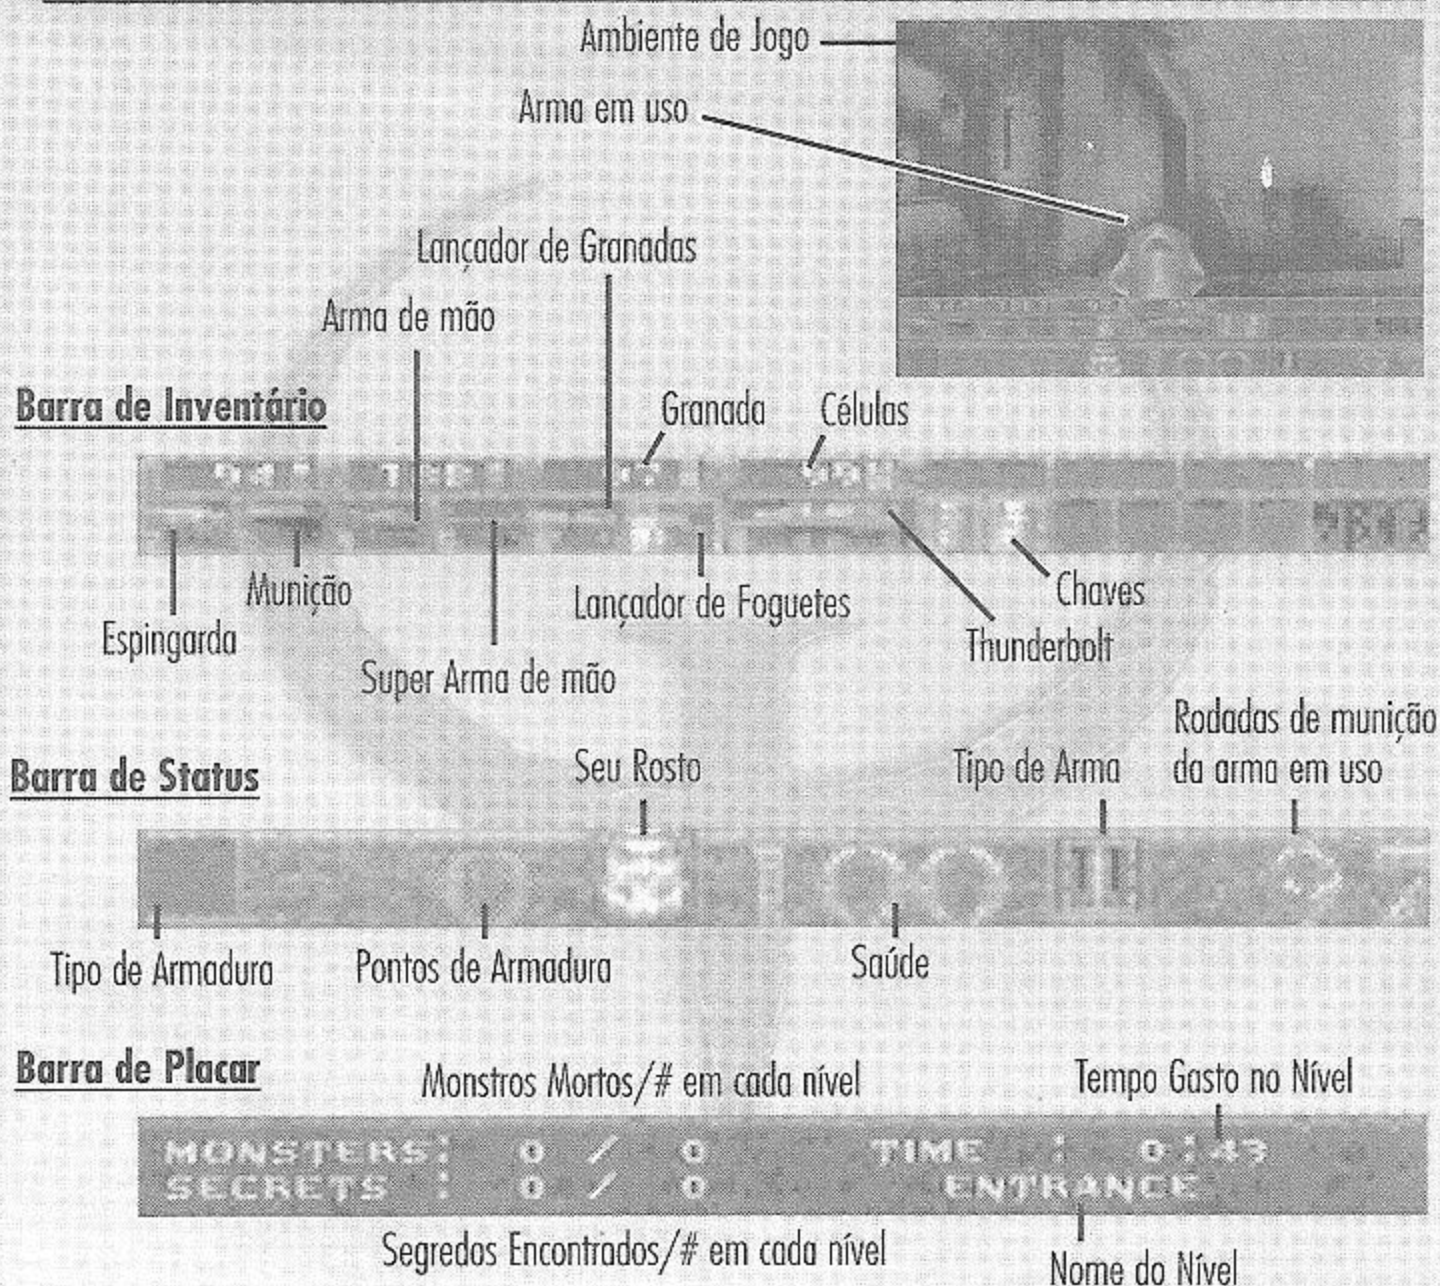 Ambiente de Jogo
Arma em uso
Lançador de Granadas
Arma de mão
Barra de Inventário
Granada
Células
Munição
Lançador de Foguetes
Chaves
Espingarda
Thunderbolt
Super Arma de mão
Rodadas de munição
da arma em uso
Barra de Status
Seu Rosto
Tipo de Arma
Tipo de Armadura
Pontos de Armadura
Saúde
Barra de Placar
Monstros Mortos/# em cada nível
Tempo Gasto no Nível
MONSTERS: 0 / 0 TIME : 0:43
SECRETS : 0 / 0 ENTRANCE
Segredos Encontrados/# em cada nível
Nome do Nível